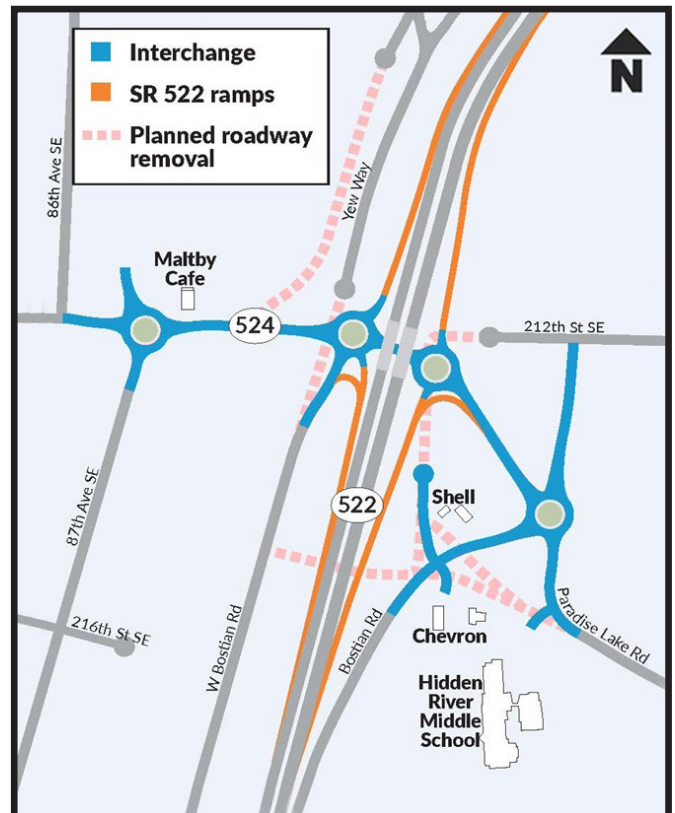 Interchange
SR 522 ramps
Planned roadway
removal
N
86th Ave SE
Yew Way
Maltby
Cafe
524
212th St SE
87th Ave SE
522
Shell
216th St SE
W Bostian Rd
Bostian Rd
Paradise Lake Rd
Chevron
Hidden
River
Middle
School